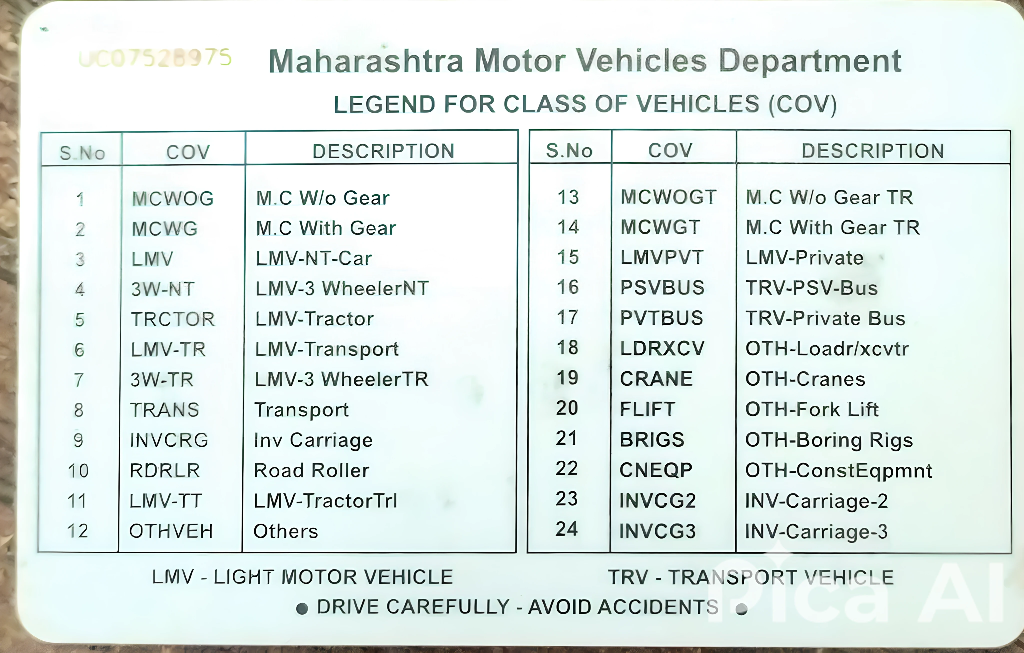 UC07528975
Maharashtra Motor Vehicles Department
LEGEND FOR CLASS OF VEHICLES (COV)
S.No COV DESCRIPTION S.No COV DESCRIPTION
1 MCWOG M.C W/o Gear 13 MCWOGT M.C W/o Gear TR
2 MCWG M.C With Gear 14 MCWGT M.C With Gear TR
3 LMV LMV-NT-Car 15 LMVPVT LMV-Private
4 3W-NT LMV-3 WheelerNT 16 PSVBUS TRV-PSV-Bus
5 TRCTOR LMV-Tractor 17 PVTBUS TRV-Private Bus
6 LMV-TR LMV-Transport 18 LDRXCV OTH-Loadr/xcvtr
7 3W-TR LMV-3 WheelerTR 19 CRANE OTH-Cranes
8 TRANS Transport 20 FLIFT OTH-Fork Lift
9 INVCRG Inv Carriage 21 BRIGS OTH-Boring Rigs
10 RDRLR Road Roller 22 CNEQP OTH-ConstEqpmnt
11 LMV-TT LMV-TractorTrl 23 INVCG2 INV-Carriage-2
12 OTHVEH Others 24 INVCG3 INV-Carriage-3
LMV - LIGHT MOTOR VEHICLE TRV - TRANSPORT VEHICLE
● DRIVE CAREFULLY - AVOID ACCIDENTS ●
Pica AI